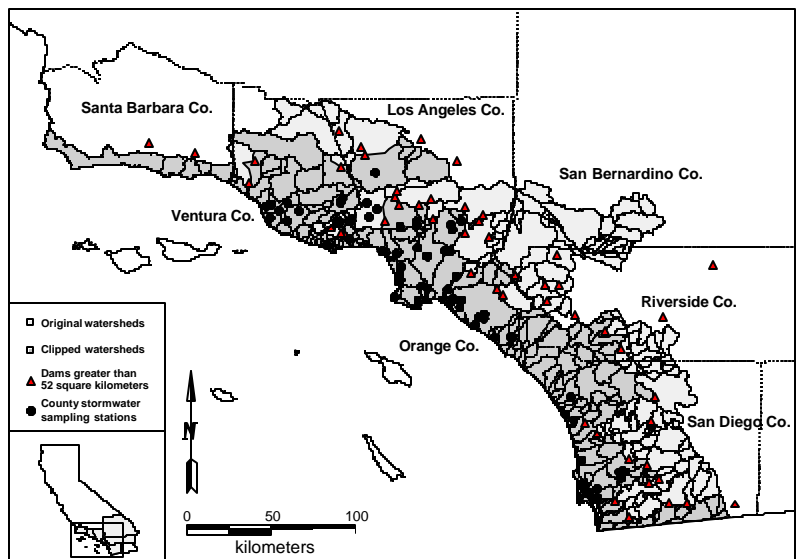 Santa Barbara Co.
Los Angeles Co.
San Bernardino Co.
Ventura Co.
Riverside Co.
Orange Co.
San Diego Co.
Original watersheds
Clipped watersheds
Dams greater than
52 square kilometers
County stormwater
sampling stations
N
0 50 100
kilometers